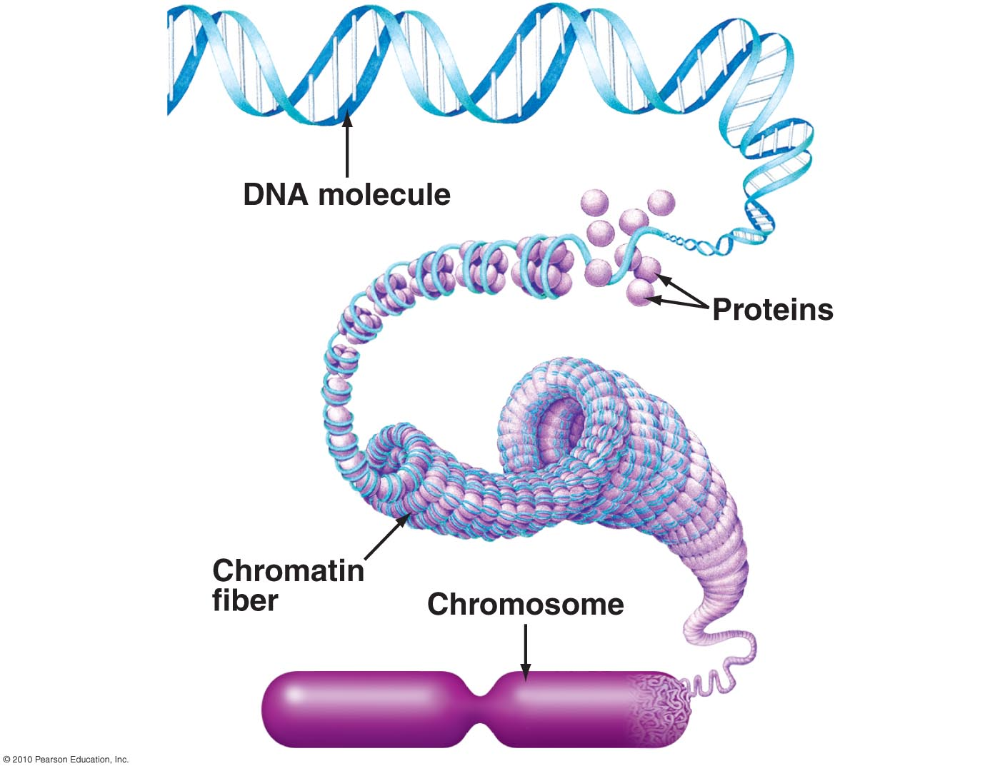 DNA molecule
Proteins
Chromatin
fiber
Chromosome
© 2010 Pearson Education, Inc.